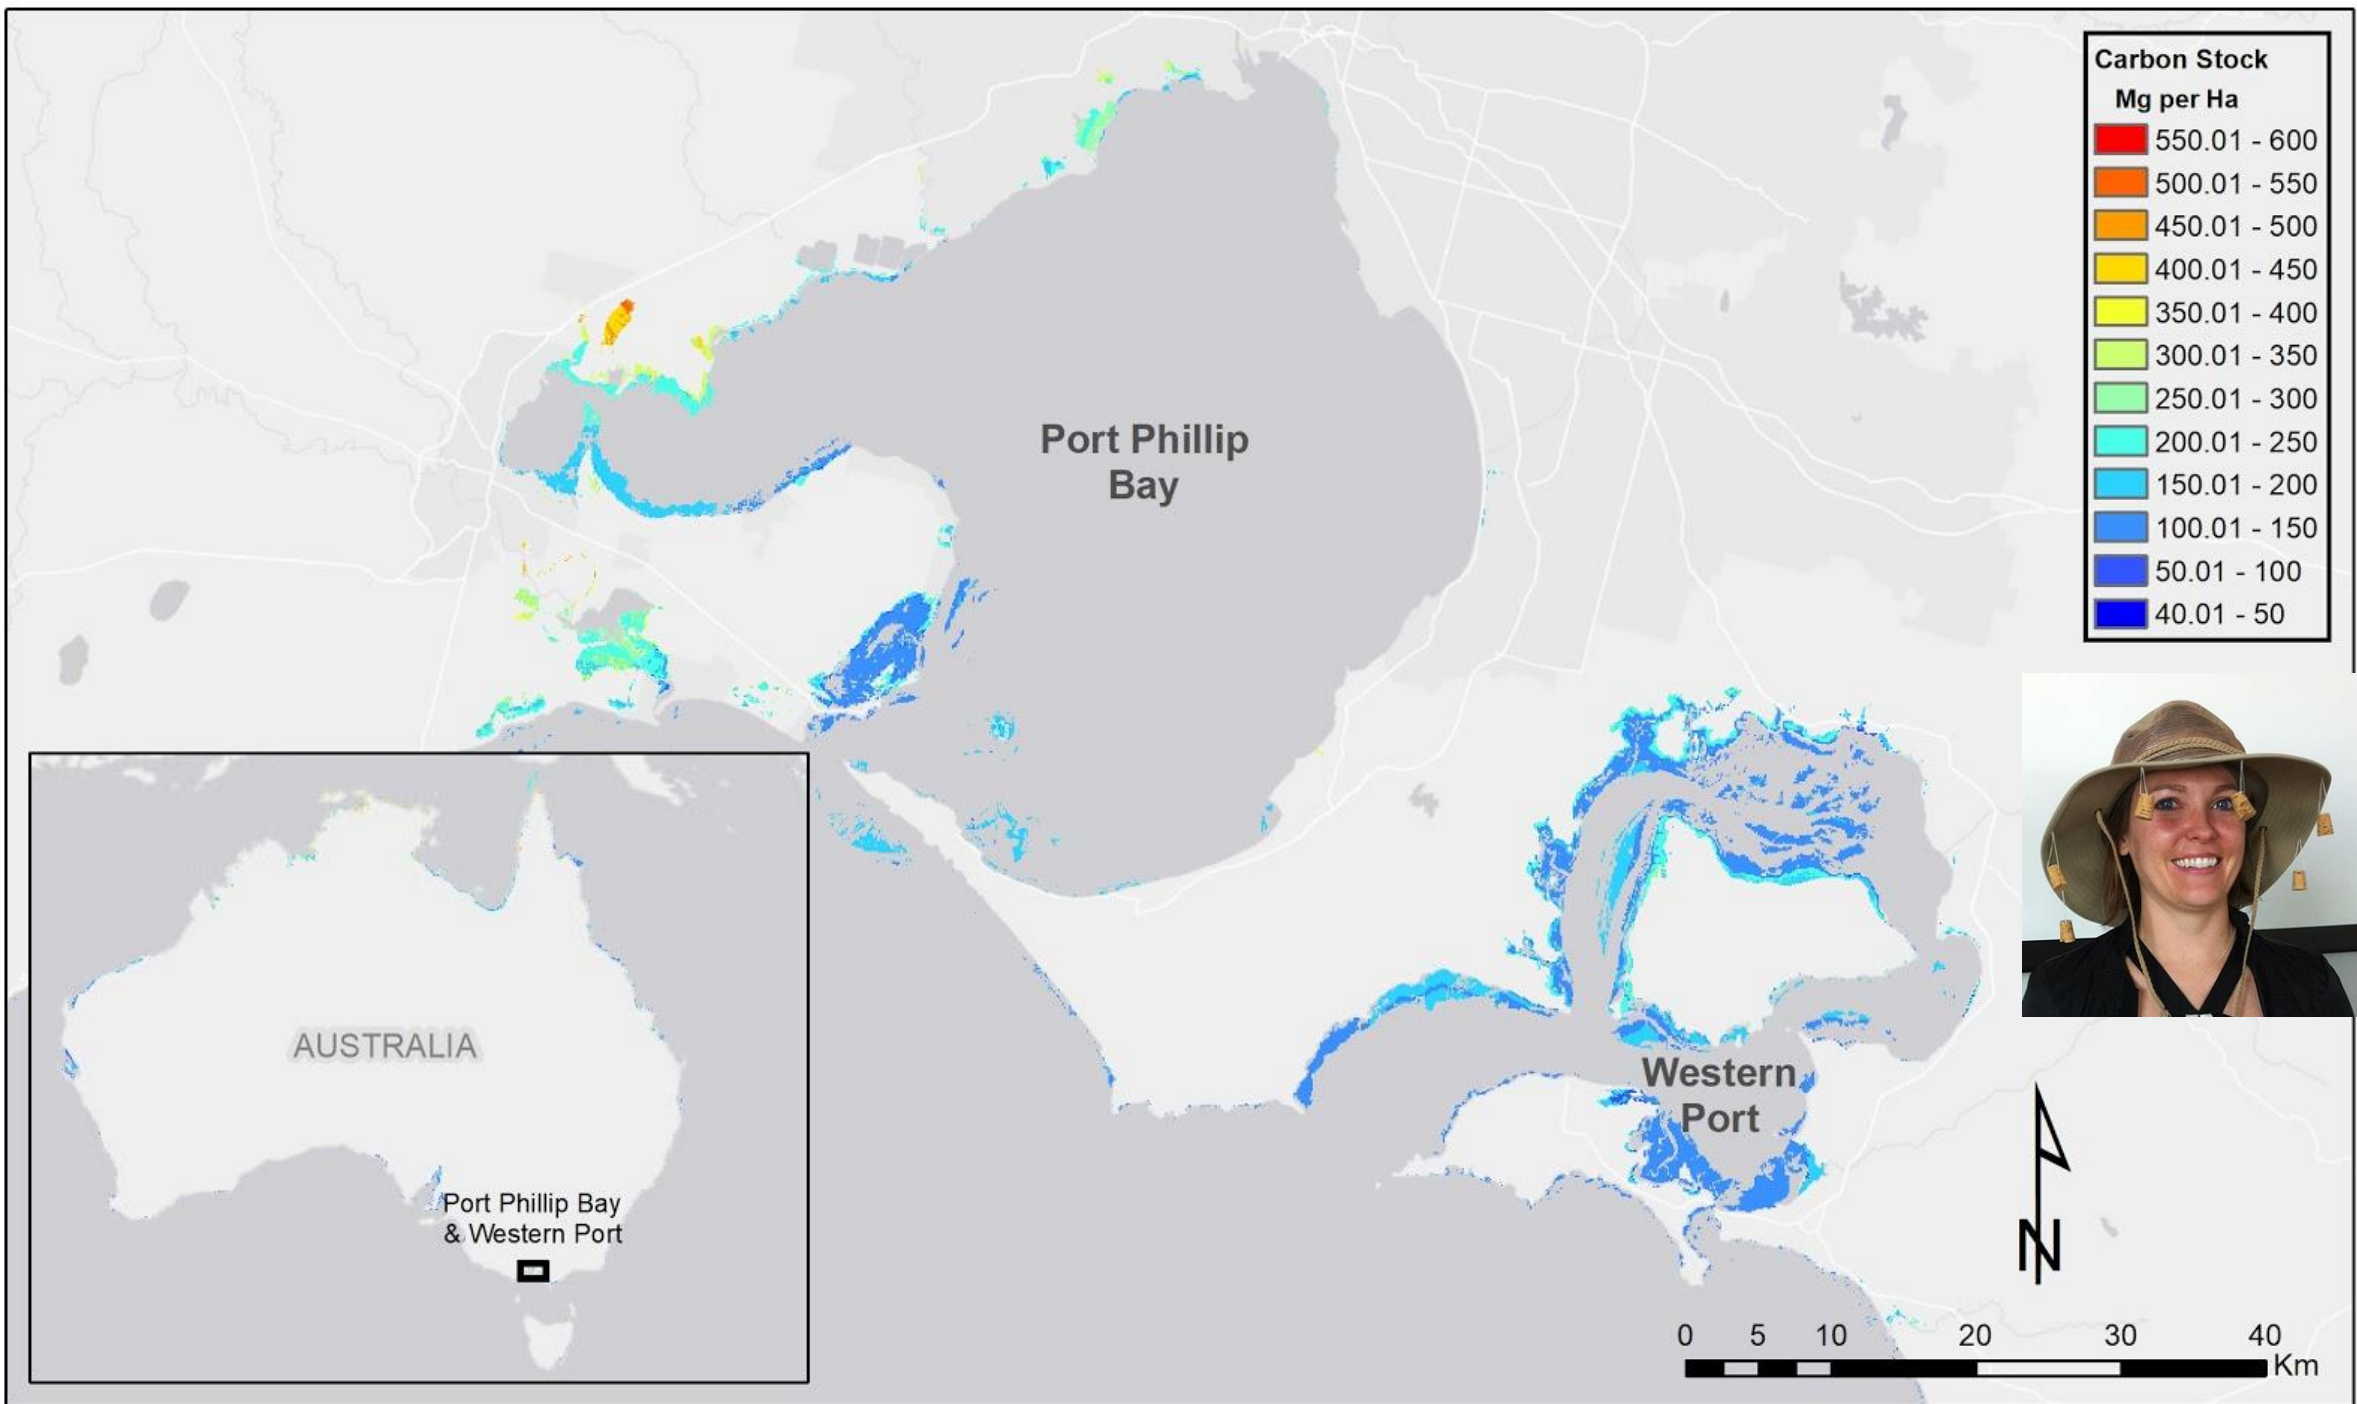 Carbon Stock
Mg per Ha
550.01 - 600
500.01 - 550
450.01 - 500
400.01 - 450
350.01 - 400
300.01 - 350
250.01 - 300
200.01 - 250
150.01 - 200
100.01 - 150
50.01 - 100
40.01 - 50
Port Phillip
Bay
Western
Port
AUSTRALIA
Port Phillip Bay
& Western Port
N
0 5 10 20 30 40
Km